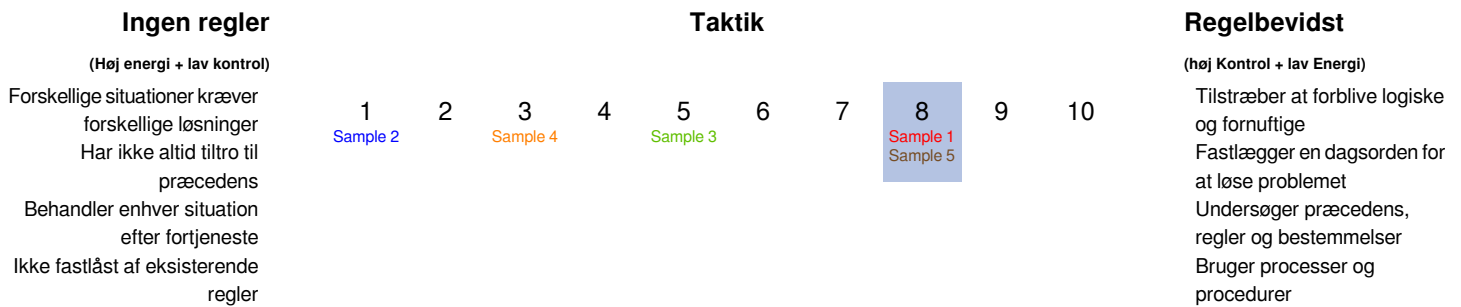 Ingen regler
Taktik
Regelbevidst
(Høj energi + lav kontrol)
(høj Kontrol + lav Energi)
Forskellige situationer kræver
forskellige løsninger
Har ikke altid tiltro til
præcedens
Behandler enhver situation
efter fortjeneste
Ikke fastlåst af eksisterende
regler
1 2 3 4 5 6 7 8 9 10
Sample 2 Sample 4 Sample 3 Sample 1
Sample 5
Tilstræber at forblive logiske
og fornuftige
Fastlægger en dagsorden for
at løse problemet
Undersøger præcedens,
regler og bestemmelser
Bruger processer og
procedurer